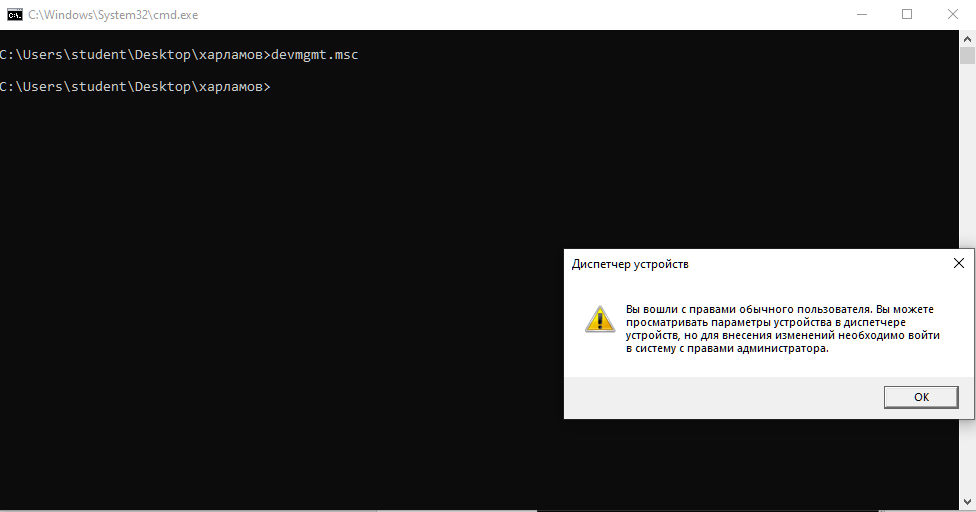 C:\Windows\System32\cmd.exe
C:\Users\student\Desktop\харламов>devmgmt.msc
C:\Users\student\Desktop\харламов>
Диспетчер устройств
Вы вошли с правами обычного пользователя. Вы можете
просматривать параметры устройства в диспетчере
устройств, но для внесения изменений необходимо войти
в систему с правами администратора.
ОК